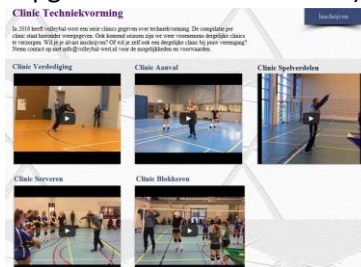 Clinic Techniekvorming
Inschrijven
In 2016 heeft volleybal-west een serie clinics gegeven over techniekvorming. De compilatie per
clinic staat hieronder weergegeven. Ook komend seizoen zijn we weer voornemens dergelijke clinics
te verzorgen. Wil je je alvast inschrijven? Of wil je zelf ook een dergelijke clinic bij jouw vereniging?
Neem contact op met info@volleybal-west.nl voor de mogelijkheden en voorwaarden.
Clinic Verdediging
Clinic Aanval
Clinic Spelverdelen
Clinic Serveren
Clinic Blokkeren